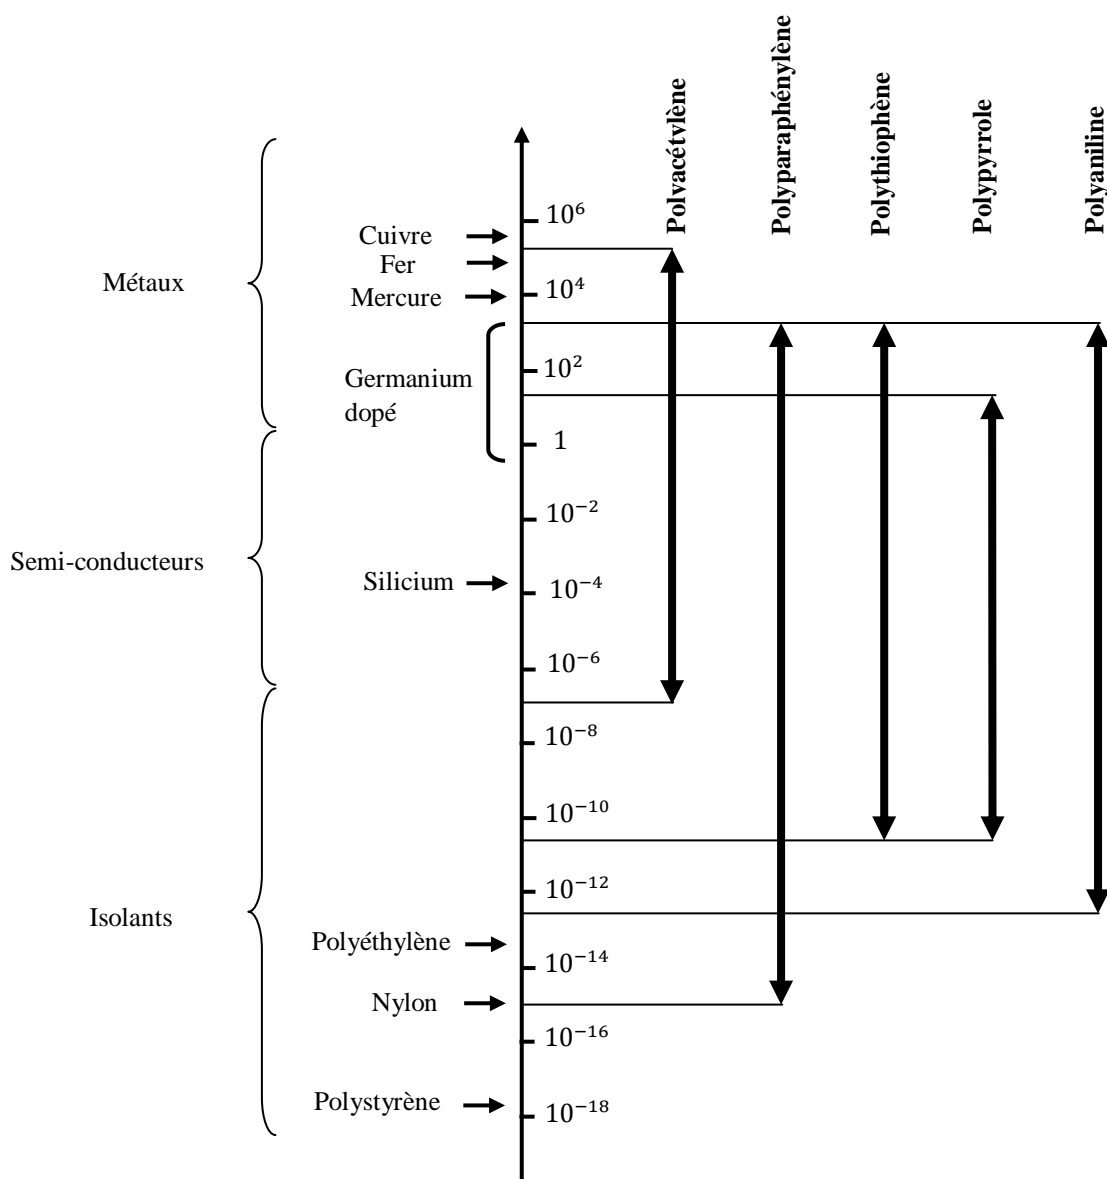 Polvacétvlène
Polyparaphénylène
Polythiophène
Polypyrrole
Polyaniline
10⁶
Cuivre
Fer
Métaux
Mercure
10⁴
10²
Germanium
dopé
1
10⁻²
Semi-conducteurs
Silicium
10⁻⁴
10⁻⁶
10⁻⁸
10⁻¹⁰
10⁻¹²
Isolants
Polyéthylène
10⁻¹⁴
Nylon
10⁻¹⁶
Polystyrène
10⁻¹⁸